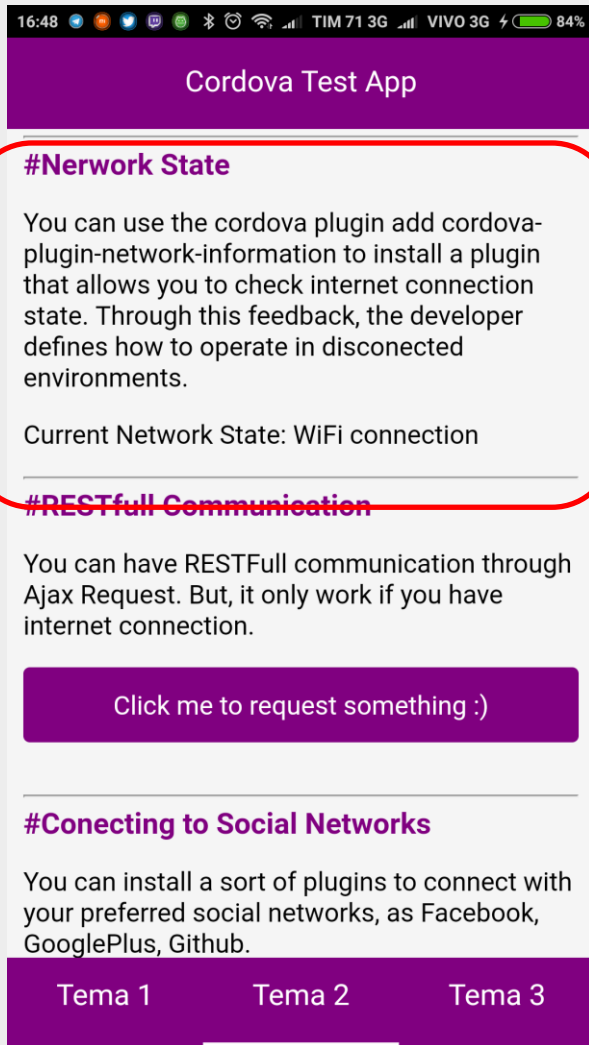 16:48 TIM 71 3G VIVO 3G 84%
Cordova Test App
#Nerwork State
You can use the cordova plugin add cordova-
plugin-network-information to install a plugin
that allows you to check internet connection
state. Through this feedback, the developer
defines how to operate in disconected
environments.
Current Network State: WiFi connection
#RESTfull Communication
You can have RESTFull communication through
Ajax Request. But, it only work if you have
internet connection.
Click me to request something :)
#Conecting to Social Networks
You can install a sort of plugins to connect with
your preferred social networks, as Facebook,
GooglePlus, Github.
Tema 1 Tema 2 Tema 3